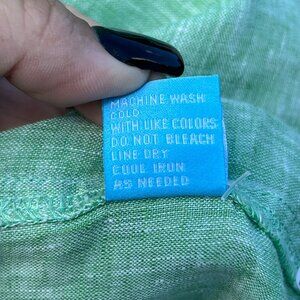 MACHINE WASH
COLD
WITH LIKE COLORS
DO NOT BLEACH
LINE DRY
COOL IRON
AS NEEDED